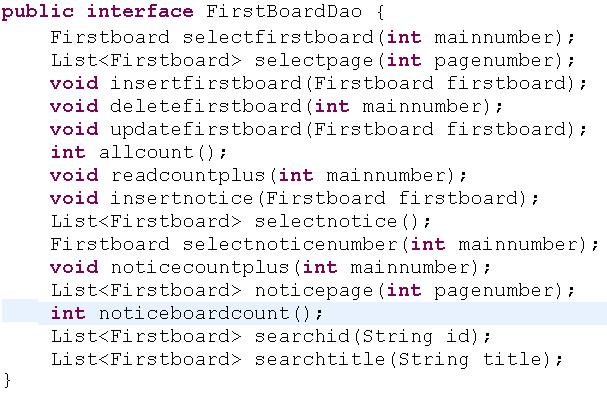 public interface FirstBoardDao {
    Firstboard selectfirstboard(int mainnumber);
    List<Firstboard> selectpage(int pagenumber);
    void insertfirstboard(Firstboard firstboard);
    void deletefirstboard(int mainnumber);
    void updatefirstboard(Firstboard firstboard);
    int allcount();
    void readcountplus(int mainnumber);
    void insertnotice(Firstboard firstboard);
    List<Firstboard> selectnotice();
    Firstboard selectnoticenumber(int mainnumber);
    void noticecountplus(int mainnumber);
    List<Firstboard> noticepage(int pagenumber);
    int noticeboardcount();
    List<Firstboard> searchid(String id);
    List<Firstboard> searchtitle(String title);
}